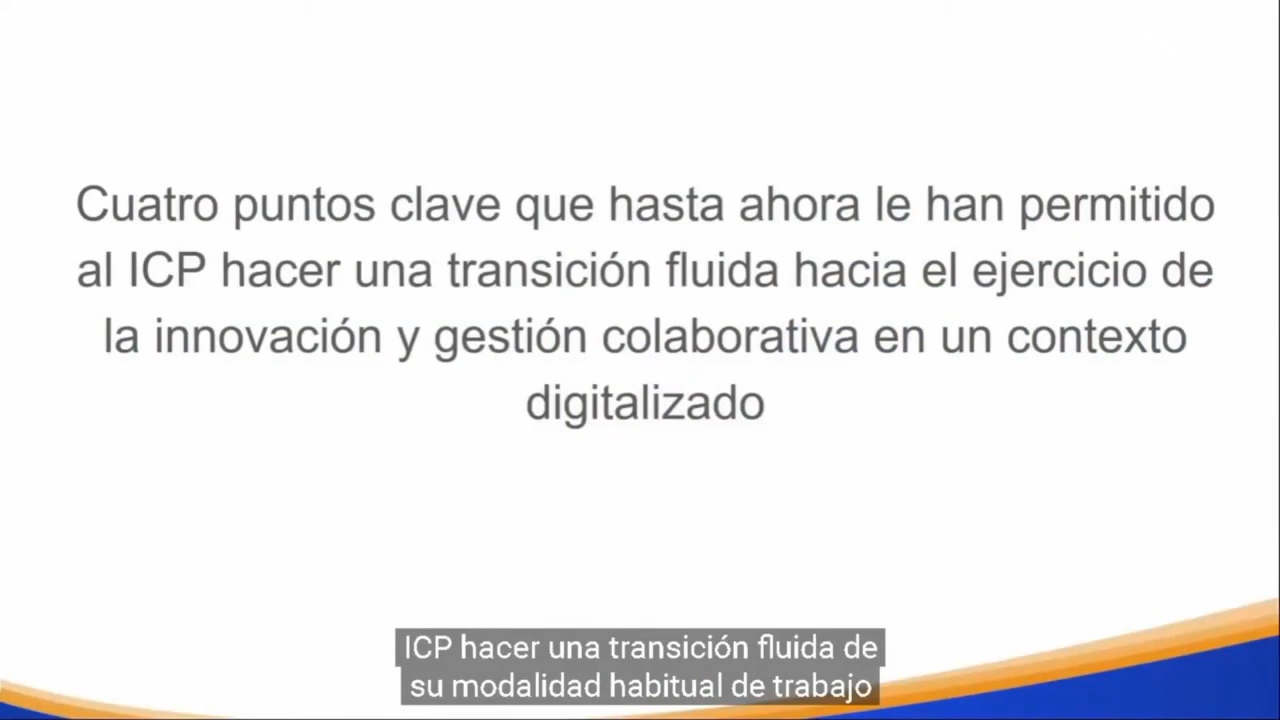 Cuatro puntos clave que hasta ahora le han permitido
al ICP hacer una transición fluida hacia el ejercicio de
la innovación y gestión colaborativa en un contexto
digitalizado
ICP hacer una transición fluida de
su modalidad habitual de trabajo